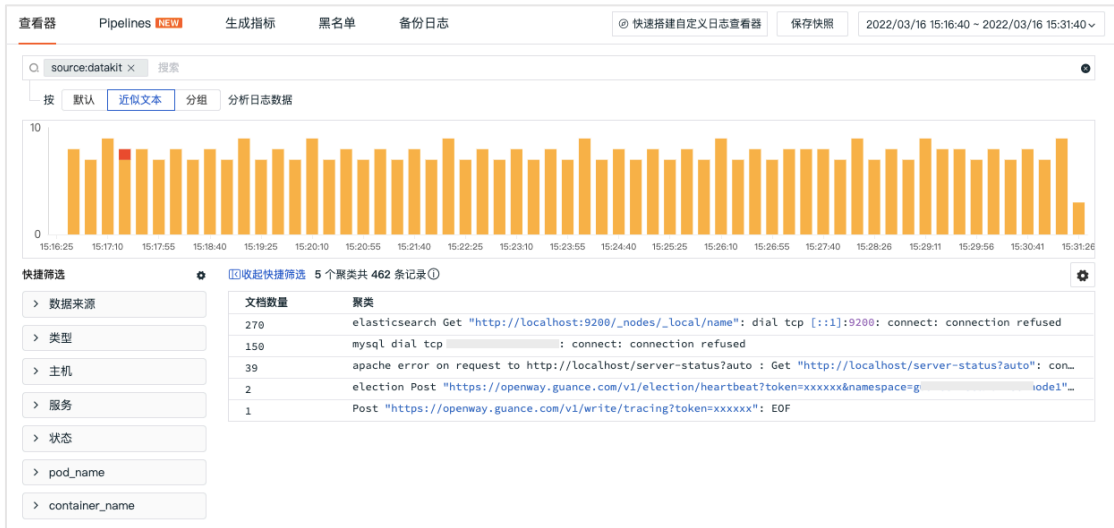 查看器 Pipelines NEW 生成指标 黑名单 备份日志 快速搭建自定义日志查看器 保存快照 2022/03/16 15:16:40 ~ 2022/03/16 15:31:40
source:datakit × 搜索
按 默认 近似文本 分组 分析日志数据
10
0
15:16:25 15:17:10 15:17:55 15:18:40 15:19:25 15:20:10 15:20:55 15:21:40 15:22:25 15:23:10 15:23:55 15:24:40 15:25:25 15:26:10 15:26:55 15:27:40 15:28:26 15:29:11 15:29:56 15:30:41 15:31:26
快捷筛选 收起快捷筛选 5 个聚类共 462 条记录
数据来源
类型
主机
服务
状态
pod_name
container_name
文档数量 聚类
270 elasticsearch Get "http://localhost:9200/_nodes/_local/name": dial tcp [::1]:9200: connect: connection refused
150 mysql dial tcp : connect: connection refused
39 apache error on request to http://localhost/server-status?auto : Get "http://localhost/server-status?auto": con…
2 election Post "https://openway.guance.com/v1/election/heartbeat?token=xxxxxx&namespace=g node1"…
1 Post "https://openway.guance.com/v1/write/tracing?token=xxxxxx": EOF